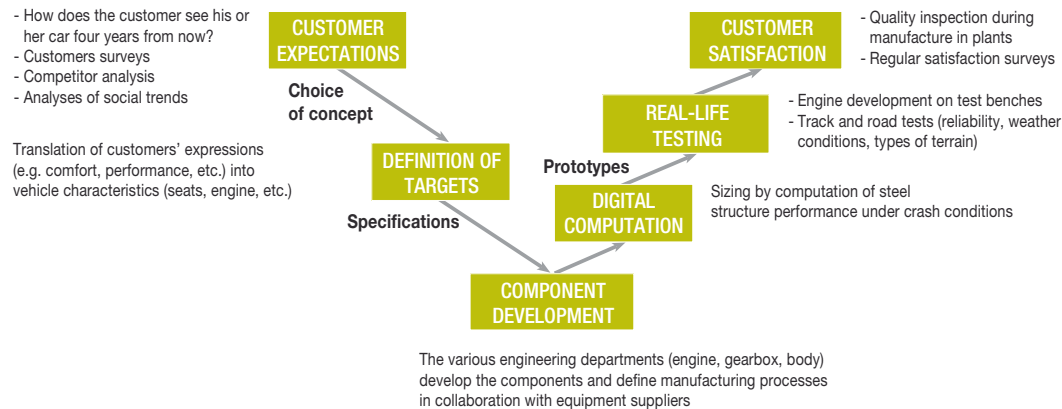 CUSTOMER
EXPECTATIONS
- How does the customer see his or
her car four years from now?
- Customers surveys
- Competitor analysis
- Analyses of social trends
Choice
of concept
Translation of customers’ expressions
(e.g. comfort, performance, etc.) into
vehicle characteristics (seats, engine, etc.)
DEFINITION OF
TARGETS
Specifications
COMPONENT
DEVELOPMENT
The various engineering departments (engine, gearbox, body)
develop the components and define manufacturing processes
in collaboration with equipment suppliers
DIGITAL
COMPUTATION
Sizing by computation of steel
structure performance under crash conditions
Prototypes
REAL-LIFE
TESTING
- Engine development on test benches
- Track and road tests (reliability, weather
conditions, types of terrain)
CUSTOMER
SATISFACTION
- Quality inspection during
manufacture in plants
- Regular satisfaction surveys